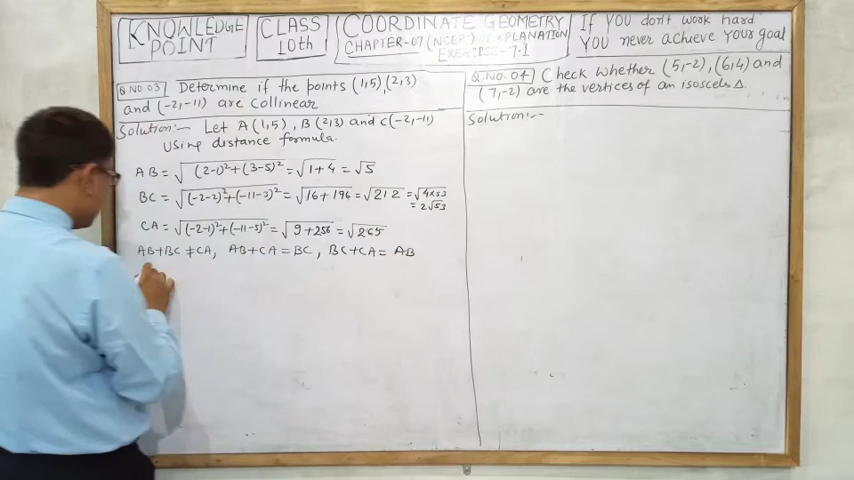 KNOWLEDGE
POINT
CLASS
10th
COORDINATE GEOMETRY
CHAPTER-07 (NCERT) EXPLANATION
EXERCISE-7.1
If YOU don't work hard
YOU never achieve YOUR goal
Q NO 03 Determine if the points (1,5), (2,3)
and (-2,-11) are collinear
Solution:- Let A(1,5), B(2,3) and C(-2,-11)
Using distance formula.
AB = √(2-1)²+(3-5)² = √1+4 = √5
BC = √(-2-2)²+(-11-3)² = √16+196 = √212 = √4×53
= 2√53
CA = √(-2-1)²+(-11-5)² = √9+256 = √265
AB+BC ≠ CA, AB+CA = BC, BC+CA = AB
Q.NO.04 Check whether (5,-2), (6,4) and
(7,-2) are the vertices of an isosceles Δ.
Solution:-